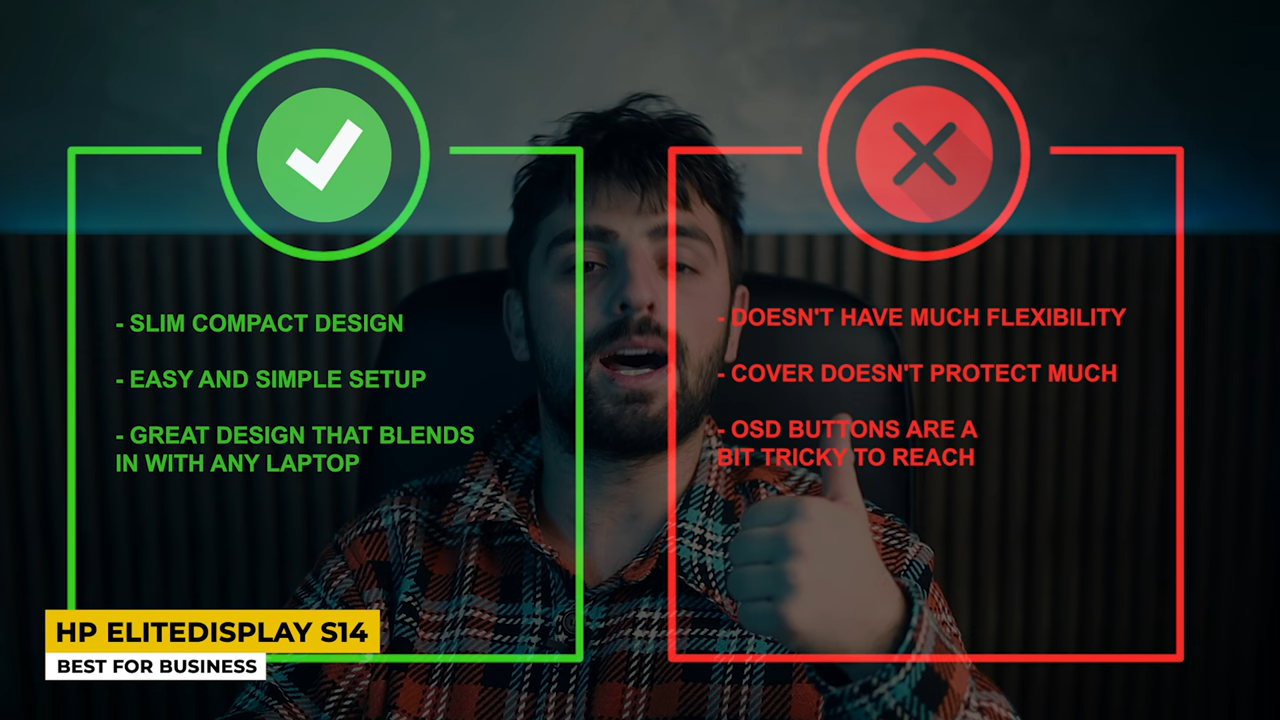 - SLIM COMPACT DESIGN
- EASY AND SIMPLE SETUP
- GREAT DESIGN THAT BLENDS
IN WITH ANY LAPTOP
- DOESN'T HAVE MUCH FLEXIBILITY
- COVER DOESN'T PROTECT MUCH
- OSD BUTTONS ARE A
BIT TRICKY TO REACH
HP ELITEDISPLAY S14
BEST FOR BUSINESS